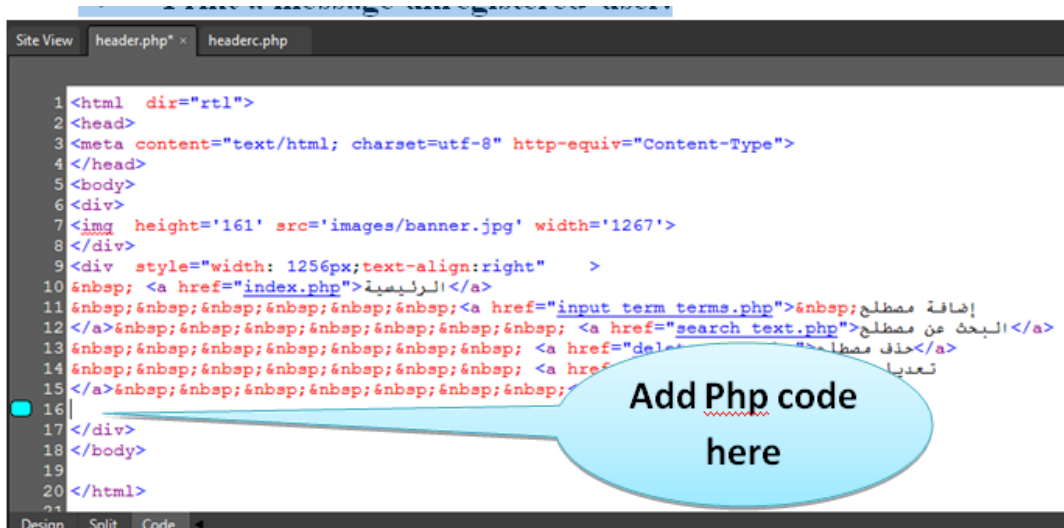 Print a message unregistered user.
Site View header.php* × headerc.php
1 <html dir="rtl">
2 <head>
3 <meta content="text/html; charset=utf-8" http-equiv="Content-Type">
4 </head>
5 <body>
6 <div>
7 <img height='161' src='images/banner.jpg' width='1267'>
8 </div>
9 <div style="width: 1256px;text-align:right" >
10 &nbsp; <a href="index.php">الرئيسية</a>
11 &nbsp;&nbsp;&nbsp;&nbsp;&nbsp;&nbsp;<a href="input_term_terms.php">&nbsp;إضافة مصطلح
12 </a>&nbsp;&nbsp;&nbsp;&nbsp;&nbsp;&nbsp;&nbsp; <a href="search_text.php">البحث عن مصطلح</a>
13 &nbsp;&nbsp;&nbsp;&nbsp;&nbsp;&nbsp;&nbsp; <a href="dele ">حذف مصطلح</a>
14 &nbsp;&nbsp;&nbsp;&nbsp;&nbsp;&nbsp;&nbsp; <a href
15 </a>&nbsp;&nbsp;&nbsp;&nbsp;&nbsp;&nbsp;&nbsp;<
16
17 </div>
18 </body>
19
20 </html>
21
Add Php code
here
Design Split Code